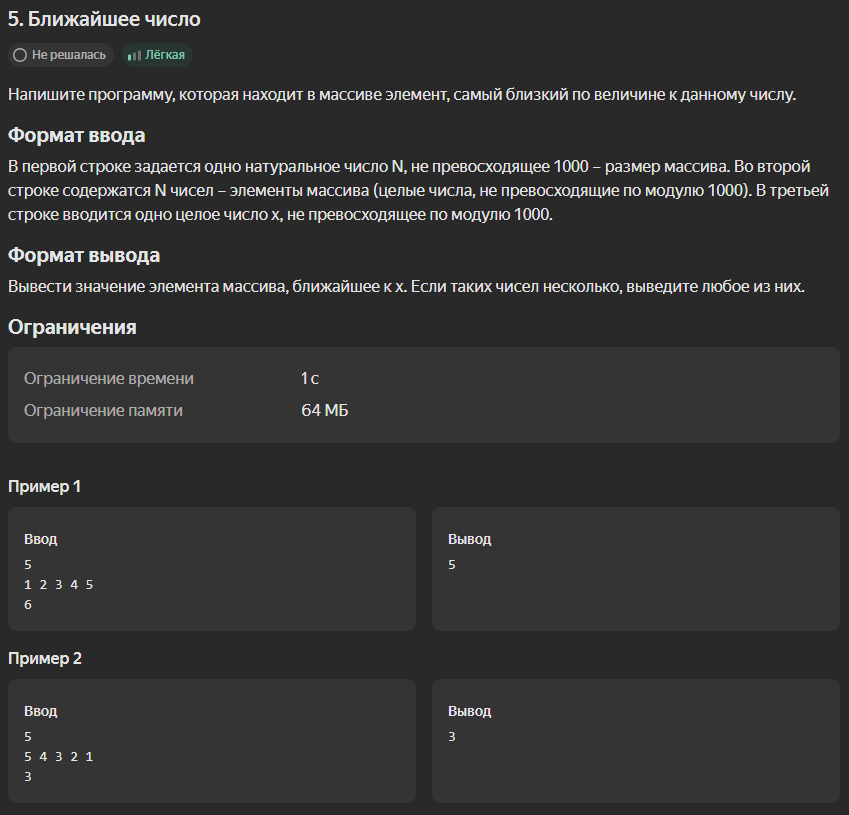 5. Ближайшее число
Не решалась
Лёгкая
Напишите программу, которая находит в массиве элемент, самый близкий по величине к данному числу.
Формат ввода
В первой строке задается одно натуральное число N, не превосходящее 1000 – размер массива. Во второй
строке содержатся N чисел – элементы массива (целые числа, не превосходящие по модулю 1000). В третьей
строке вводится одно целое число x, не превосходящее по модулю 1000.
Формат вывода
Вывести значение элемента массива, ближайшее к x. Если таких чисел несколько, выведите любое из них.
Ограничения
Ограничение времени 1 с
Ограничение памяти 64 МБ
Пример 1
Ввод
5
1 2 3 4 5
6
Вывод
5
Пример 2
Ввод
5
5 4 3 2 1
3
Вывод
3